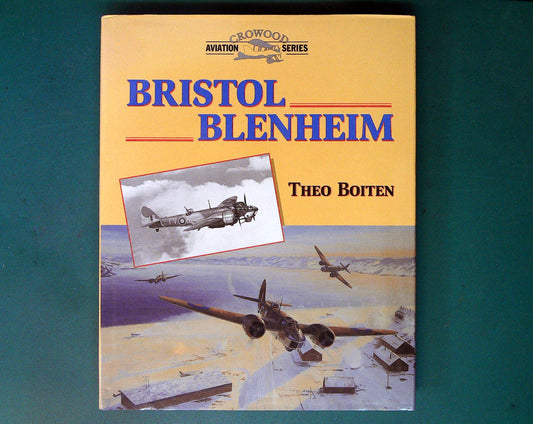 CROWOOD
AVIATION SERIES
BRISTOL
BLENHEIM
THEO BOITEN